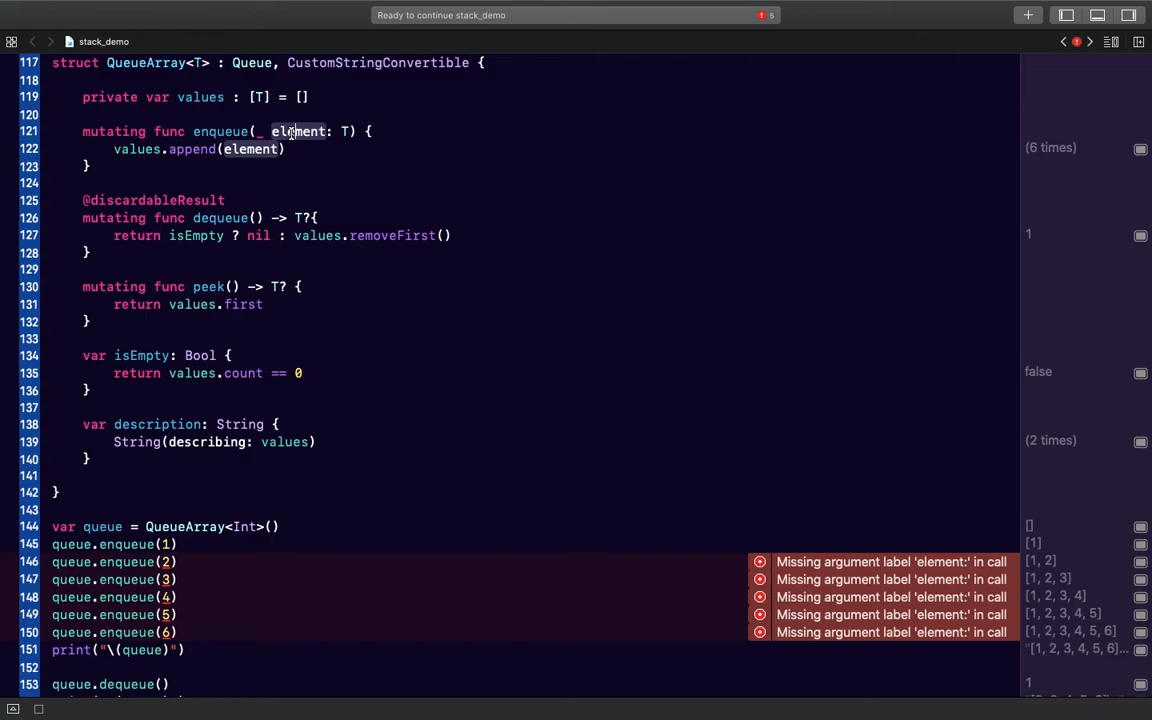 Ready to continue stack_demo
5
stack_demo
117 struct QueueArray<T> : Queue, CustomStringConvertible {
118
119 private var values : [T] = []
120
121 mutating func enqueue(_ element: T) {
122 values.append(element)
(6 times)
123 }
124
125 @discardableResult
126 mutating func dequeue() -> T?{
127 return isEmpty ? nil : values.removeFirst()
1
128 }
129
130 mutating func peek() -> T? {
131 return values.first
132 }
133
134 var isEmpty: Bool {
135 return values.count == 0
false
136 }
137
138 var description: String {
139 String(describing: values)
(2 times)
140 }
141
142 }
143
144 var queue = QueueArray<Int>()
[]
145 queue.enqueue(1)
[1]
146 queue.enqueue(2) Missing argument label 'element:' in call
[1, 2]
147 queue.enqueue(3) Missing argument label 'element:' in call
[1, 2, 3]
148 queue.enqueue(4) Missing argument label 'element:' in call
[1, 2, 3, 4]
149 queue.enqueue(5) Missing argument label 'element:' in call
[1, 2, 3, 4, 5]
150 queue.enqueue(6) Missing argument label 'element:' in call
[1, 2, 3, 4, 5, 6]
151 print("\(queue)")
"[1, 2, 3, 4, 5, 6]...
152
153 queue.dequeue()
1